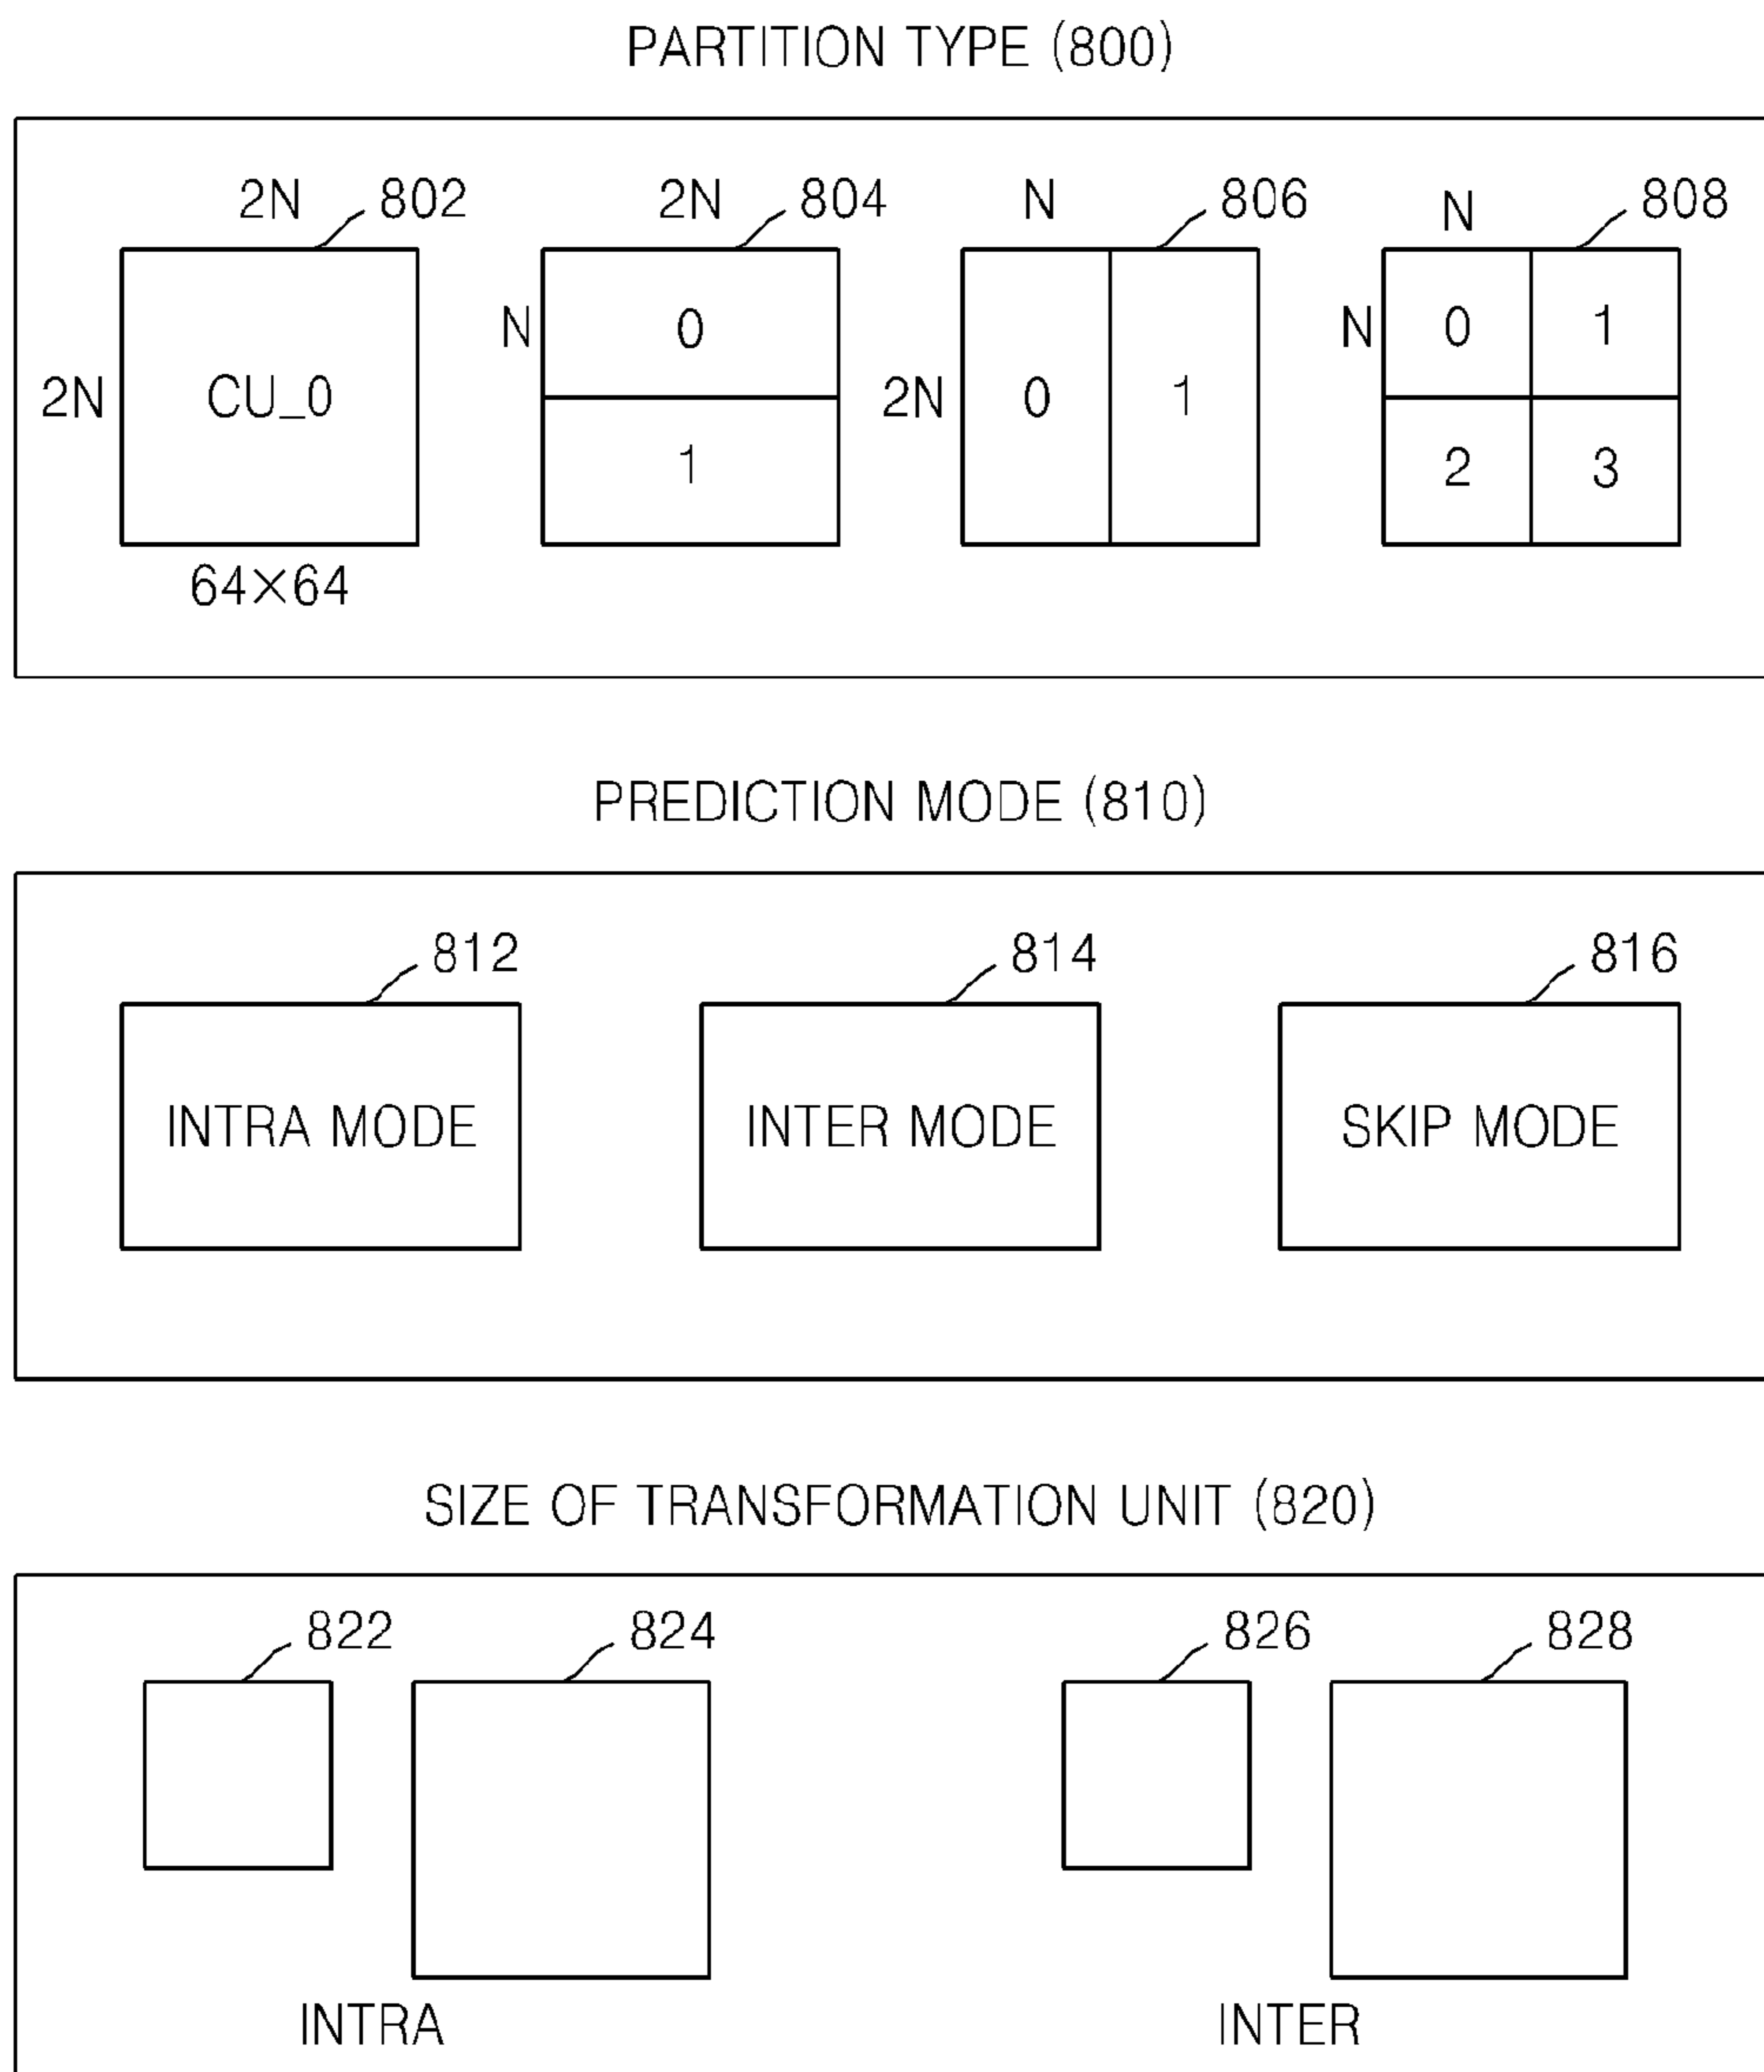 PARTITION TYPE (800)
2N 802 2N 804 N 806 N 808
N 0 N 0 1
2N CU_0 2N 0 1
1 2 3
64×64
PREDICTION MODE (810)
812 814 816
INTRA MODE INTER MODE SKIP MODE
SIZE OF TRANSFORMATION UNIT (820)
822 824 826 828
INTRA INTER